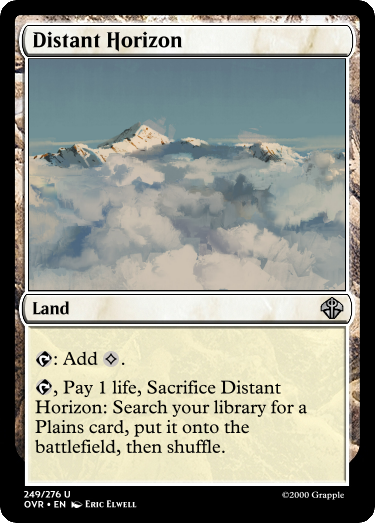 Distant Horizon
Land
: Add .
, Pay 1 life, Sacrifice Distant
Horizon: Search your library for a
Plains card, put it onto the
battlefield, then shuffle.
249/276 U
OVR • EN Eric Elwell
©2000 Grapple